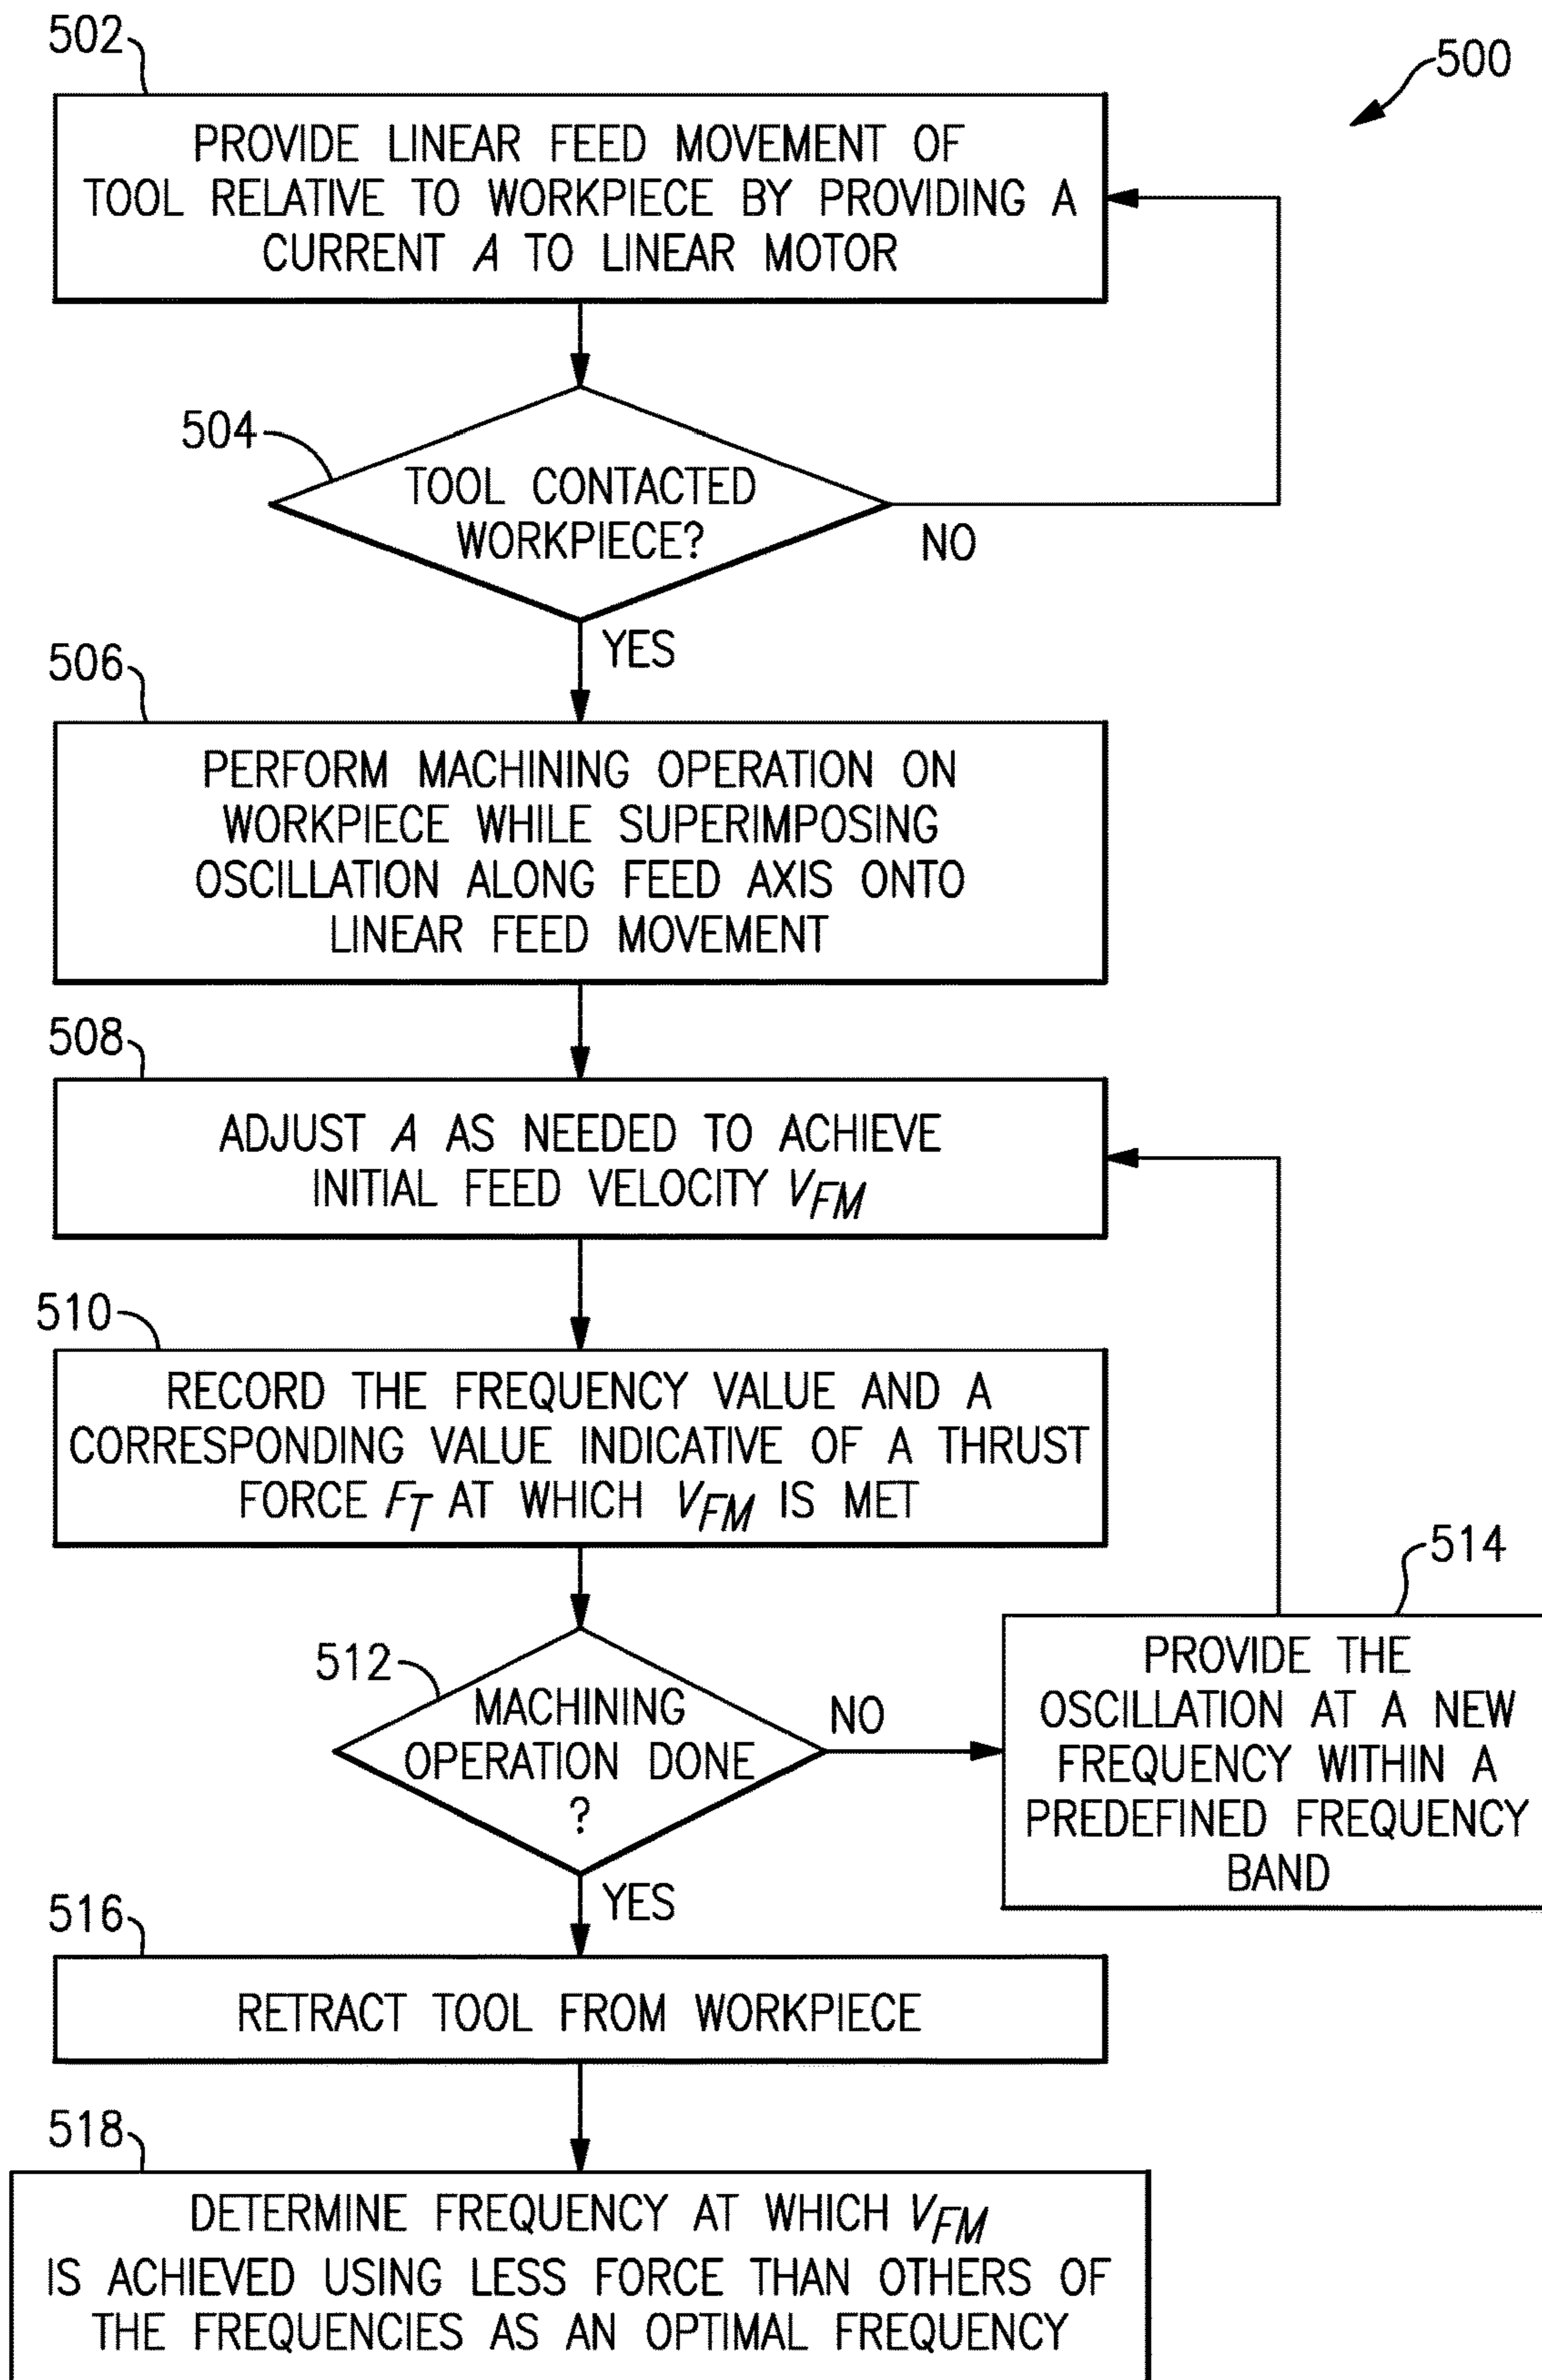 502
500
PROVIDE LINEAR FEED MOVEMENT OF
TOOL RELATIVE TO WORKPIECE BY PROVIDING A
CURRENT A TO LINEAR MOTOR
504
TOOL CONTACTED
WORKPIECE?
NO
YES
506
PERFORM MACHINING OPERATION ON
WORKPIECE WHILE SUPERIMPOSING
OSCILLATION ALONG FEED AXIS ONTO
LINEAR FEED MOVEMENT
508
ADJUST A AS NEEDED TO ACHIEVE
INITIAL FEED VELOCITY VFM
510
RECORD THE FREQUENCY VALUE AND A
CORRESPONDING VALUE INDICATIVE OF A THRUST
FORCE FT AT WHICH VFM IS MET
512
MACHINING
OPERATION DONE
?
NO
YES
514
PROVIDE THE
OSCILLATION AT A NEW
FREQUENCY WITHIN A
PREDEFINED FREQUENCY
BAND
516
RETRACT TOOL FROM WORKPIECE
518
DETERMINE FREQUENCY AT WHICH VFM
IS ACHIEVED USING LESS FORCE THAN OTHERS OF
THE FREQUENCIES AS AN OPTIMAL FREQUENCY